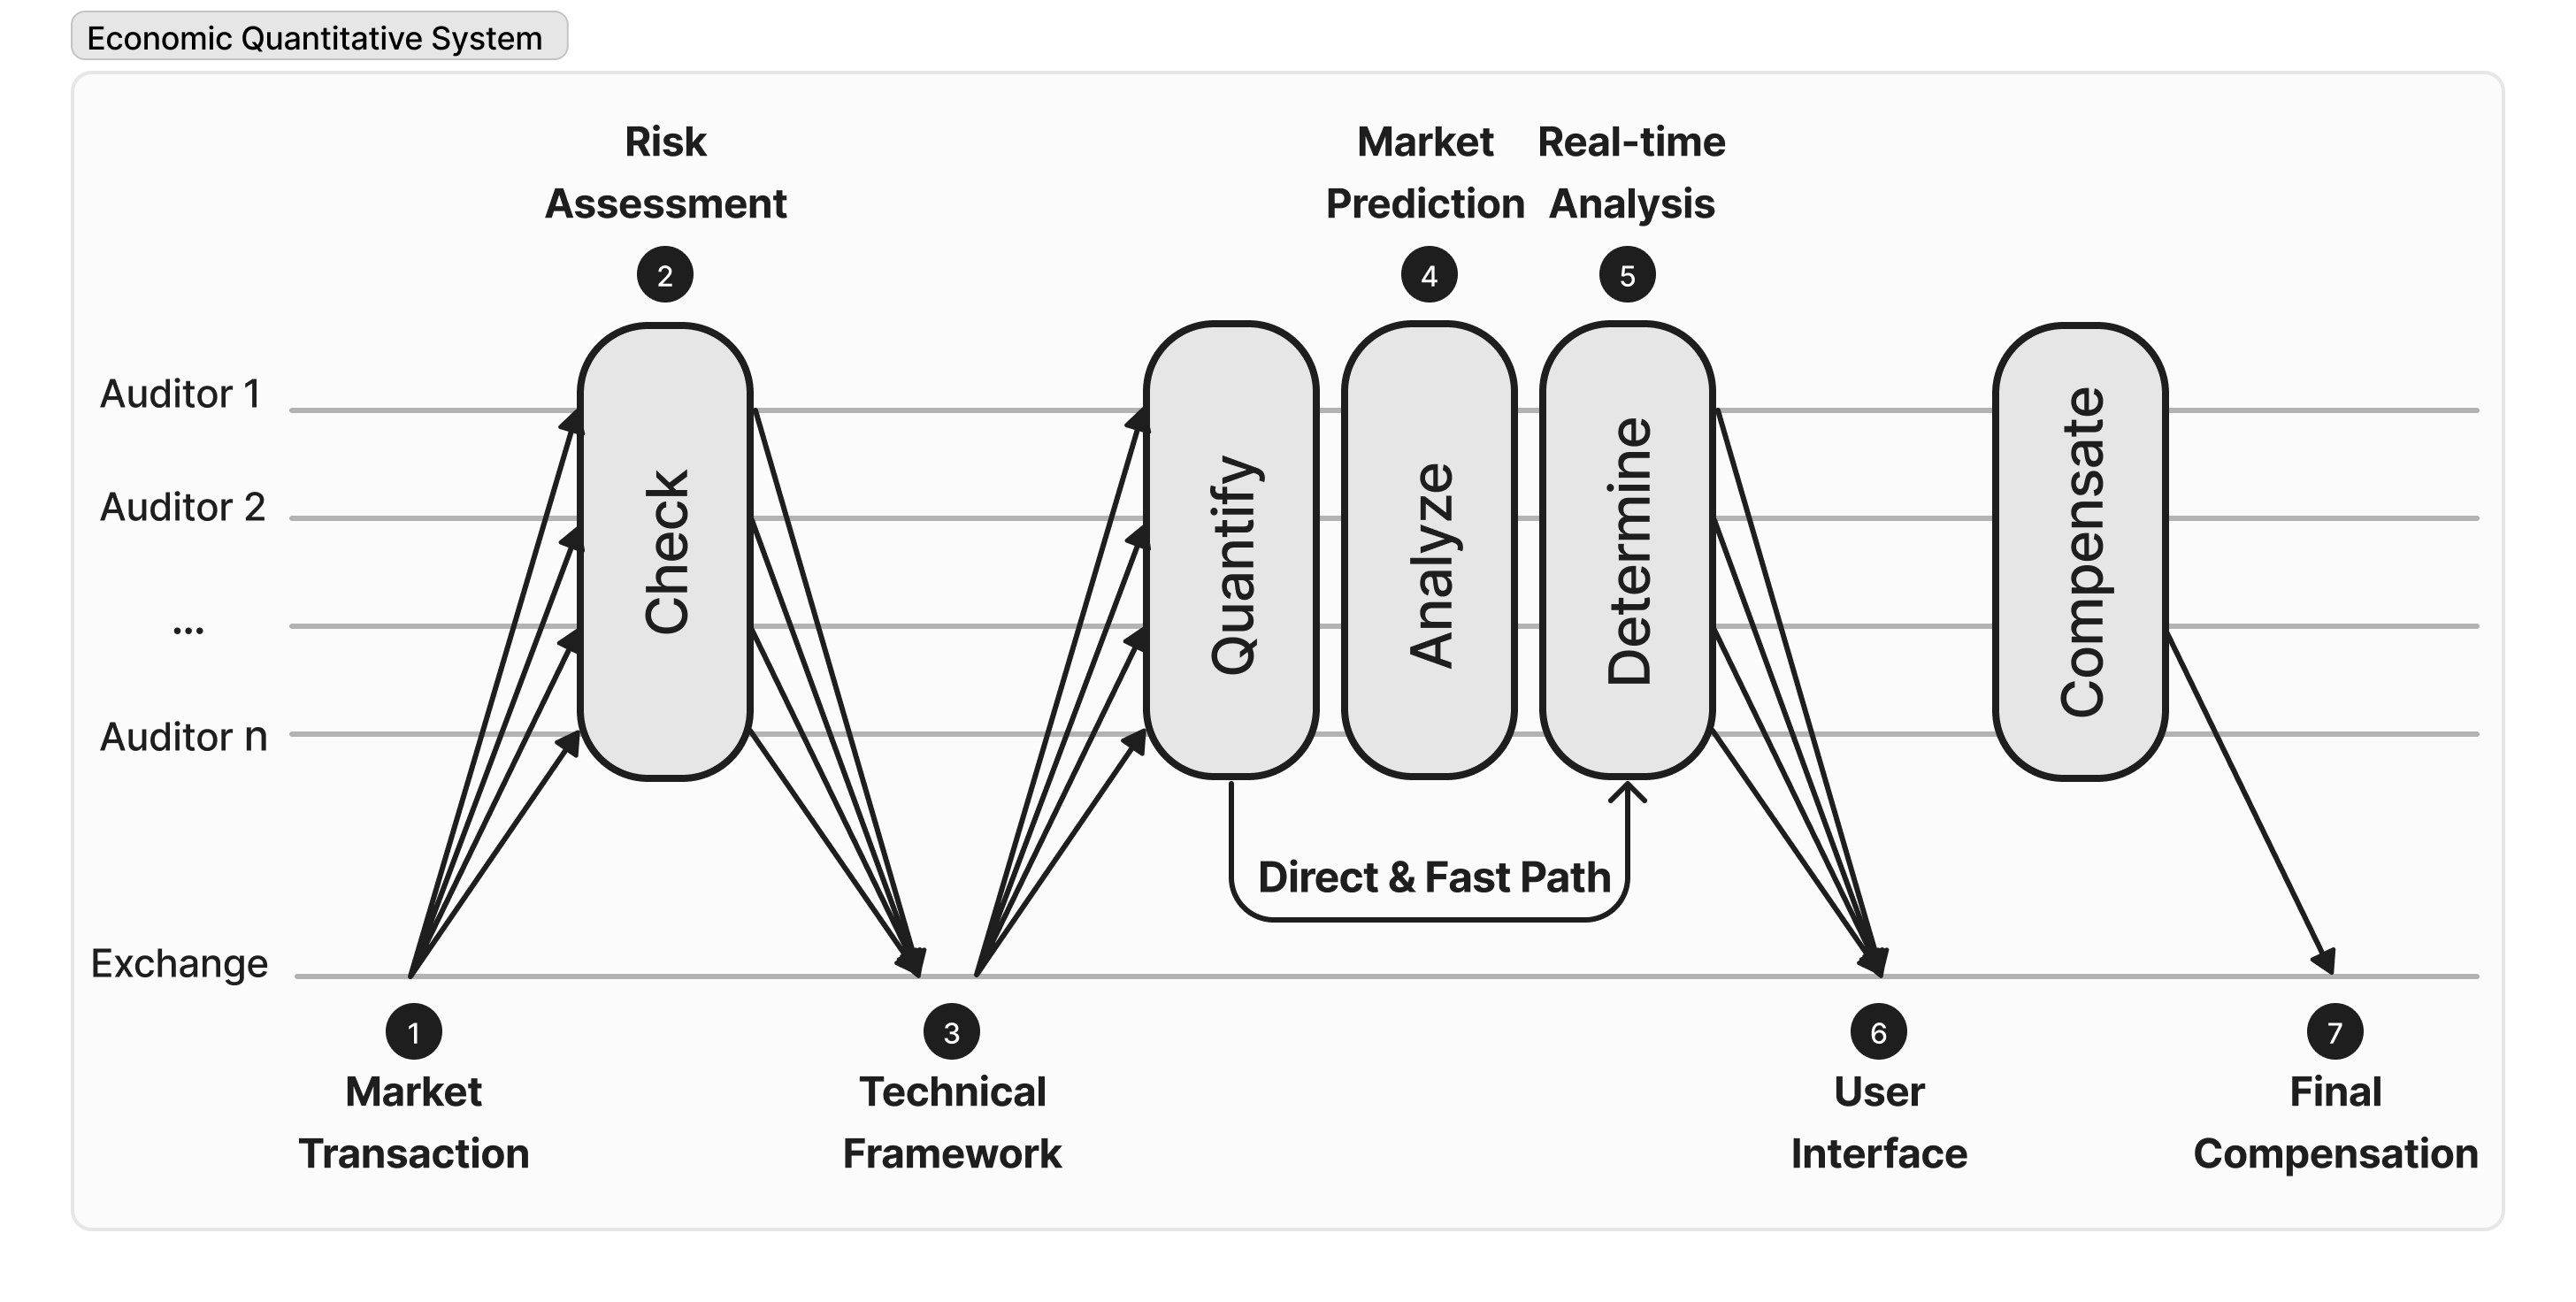 Economic Quantitative System
Risk
Assessment
2
Market
Prediction
4
Real-time
Analysis
5
Auditor 1
Auditor 2
...
Auditor n
Exchange
Check
Quantify
Analyze
Determine
Compensate
Direct & Fast Path
1
Market
Transaction
3
Technical
Framework
6
User
Interface
7
Final
Compensation